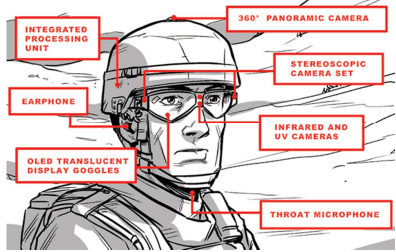 360° PANORAMIC CAMERA
INTEGRATED
PROCESSING
UNIT
STEREOSCOPIC
CAMERA SET
EARPHONE
INFRARED AND
UV CAMERAS
OLED TRANSLUCENT
DISPLAY GOGGLES
THROAT MICROPHONE